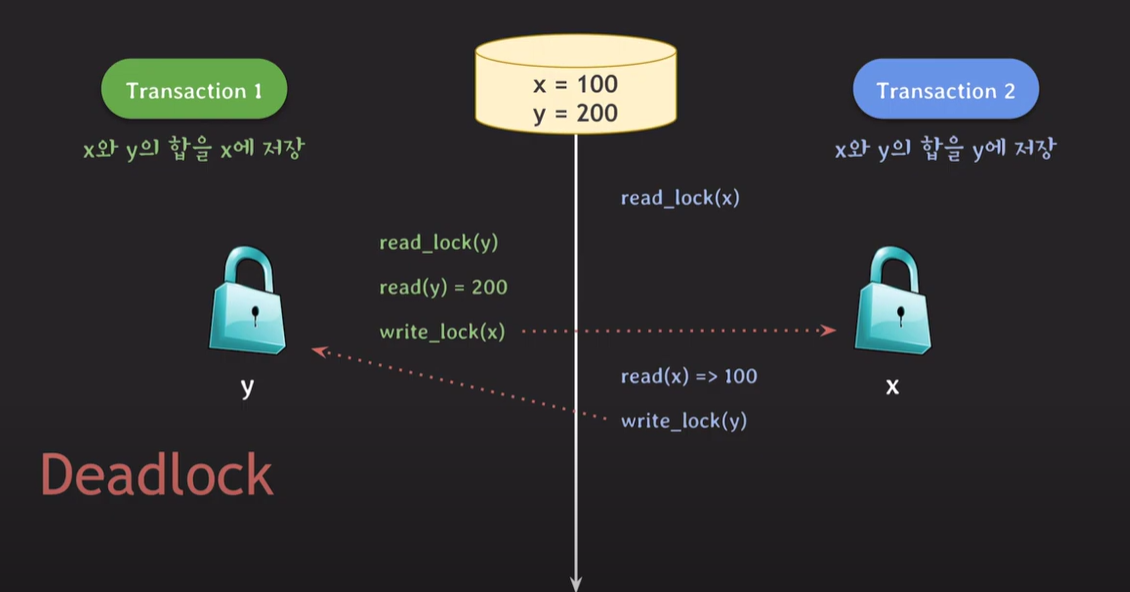 Transaction 1
x와 y의 합을 x에 저장
x = 100
y = 200
Transaction 2
x와 y의 합을 y에 저장
read_lock(x)
read_lock(y)
read(y) = 200
write_lock(x)
read(x) => 100
write_lock(y)
y
x
Deadlock